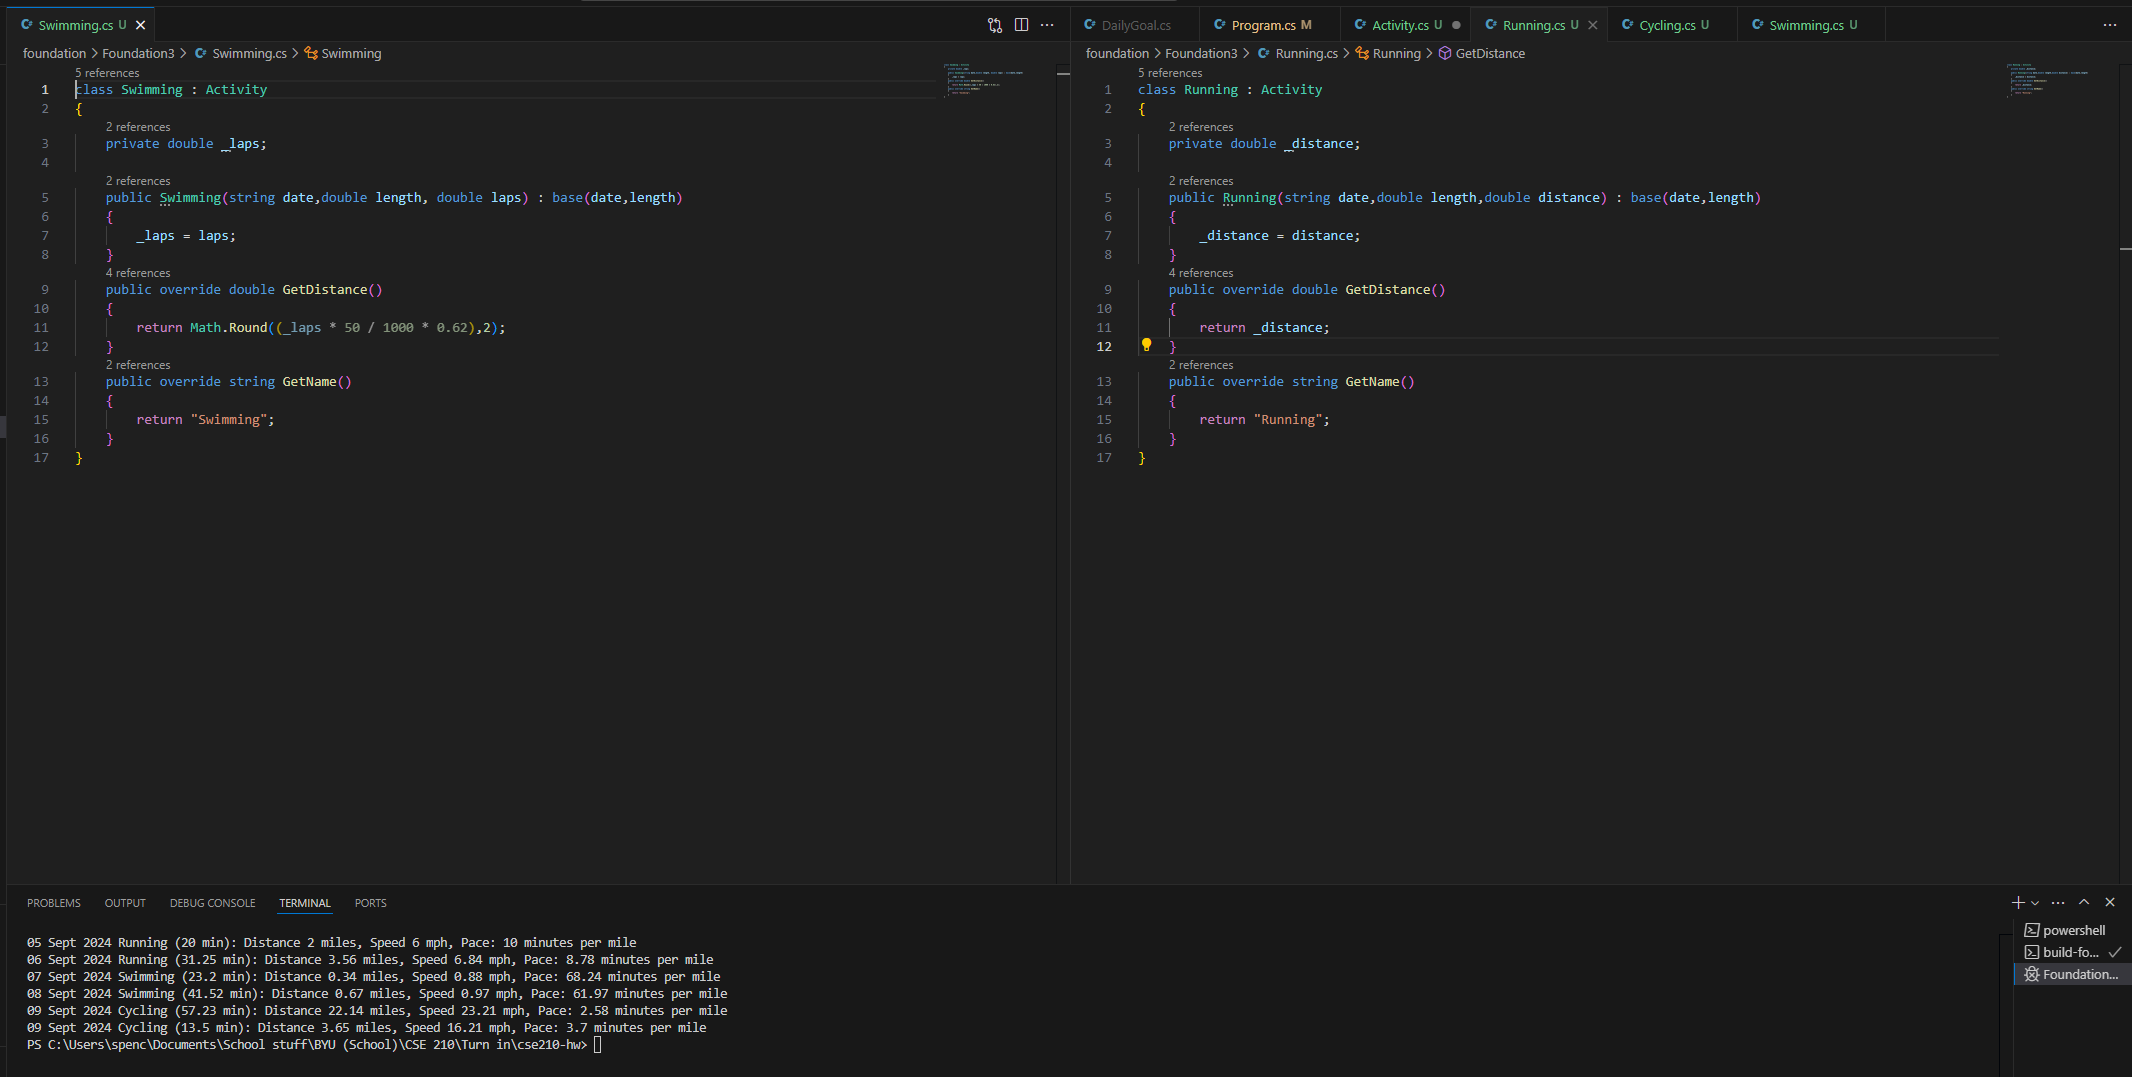 Swimming.cs U
foundation > Foundation3 > Swimming.cs > Swimming
5 references
1 class Swimming : Activity
2 {
2 references
3 private double _laps;
4
2 references
5 public Swimming(string date,double length, double laps) : base(date,length)
6 {
7 _laps = laps;
8 }
4 references
9 public override double GetDistance()
10 {
11 return Math.Round((_laps * 50 / 1000 * 0.62),2);
12 }
2 references
13 public override string GetName()
14 {
15 return "Swimming";
16 }
17 }
DailyGoal.cs Program.cs M Activity.cs U Running.cs U Cycling.cs U Swimming.cs U
foundation > Foundation3 > Running.cs > Running > GetDistance
5 references
1 class Running : Activity
2 {
2 references
3 private double _distance;
4
2 references
5 public Running(string date,double length,double distance) : base(date,length)
6 {
7 _distance = distance;
8 }
4 references
9 public override double GetDistance()
10 {
11 return _distance;
12 }
2 references
13 public override string GetName()
14 {
15 return "Running";
16 }
17 }
PROBLEMS OUTPUT DEBUG CONSOLE TERMINAL PORTS
05 Sept 2024 Running (20 min): Distance 2 miles, Speed 6 mph, Pace: 10 minutes per mile
06 Sept 2024 Running (31.25 min): Distance 3.56 miles, Speed 6.84 mph, Pace: 8.78 minutes per mile
07 Sept 2024 Swimming (23.2 min): Distance 0.34 miles, Speed 0.88 mph, Pace: 68.24 minutes per mile
08 Sept 2024 Swimming (41.52 min): Distance 0.67 miles, Speed 0.97 mph, Pace: 61.97 minutes per mile
09 Sept 2024 Cycling (57.23 min): Distance 22.14 miles, Speed 23.21 mph, Pace: 2.58 minutes per mile
09 Sept 2024 Cycling (13.5 min): Distance 3.65 miles, Speed 16.21 mph, Pace: 3.7 minutes per mile
PS C:\Users\spenc\Documents\School stuff\BYU (School)\CSE 210\Turn in\cse210-hw>
powershell
build-fo...
Foundation...